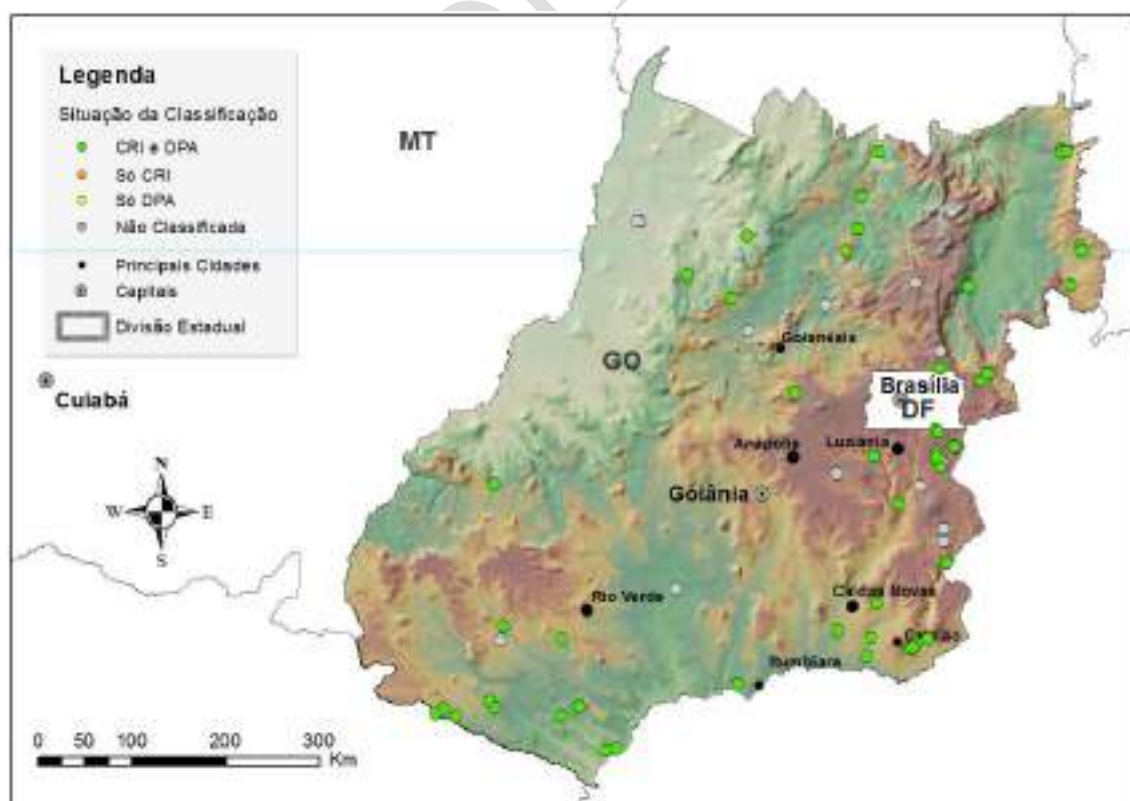 Legenda
Situação da Classificação
CRI e DPA
Só CRI
Só DPA
Não Classificada
Principais Cidades
Capitais
Divisão Estadual
MT
GO
Goianésia
Brasília
DF
Cuiabá
Anápolis
Luziânia
Goiânia
N
W
E
S
Rio Verde
Caldas Novas
Catalão
Itumbiara
0 50 100 200 300
Km